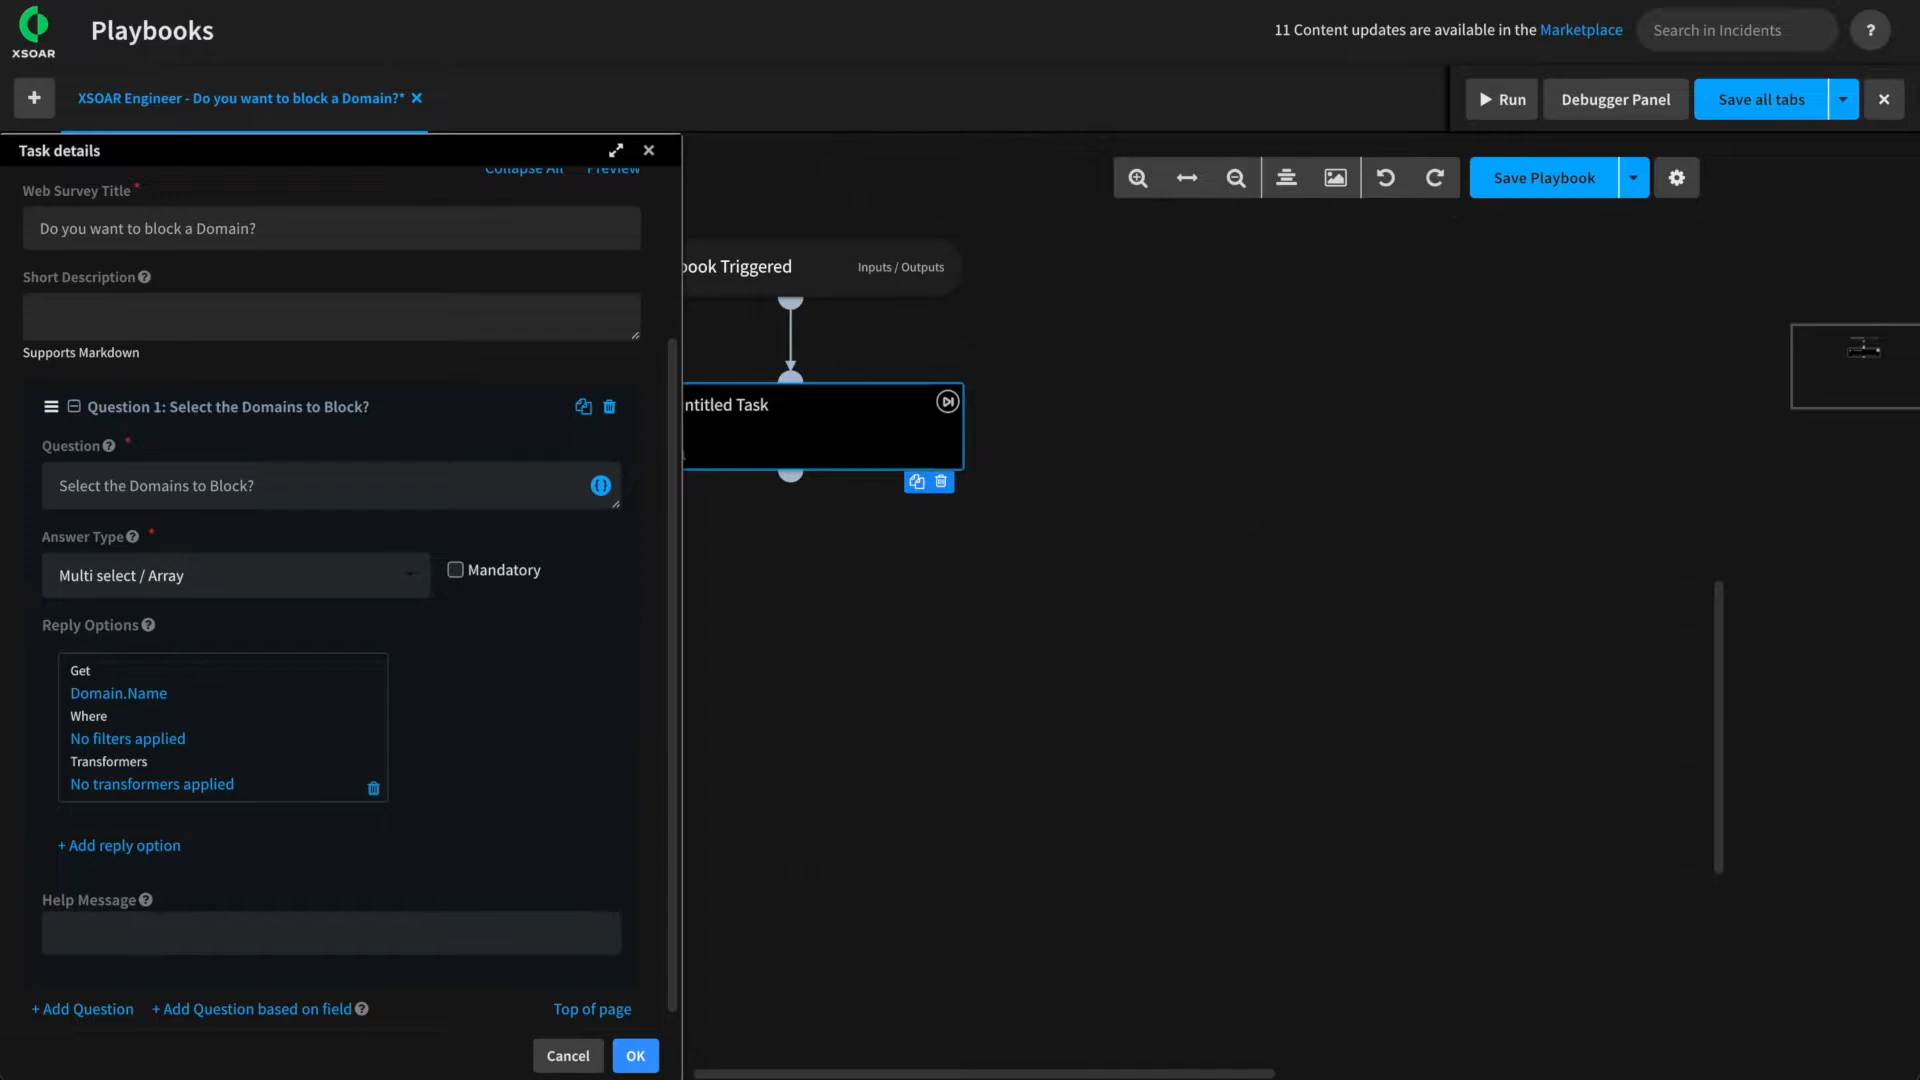 XSOAR
Playbooks
11 Content updates are available in the Marketplace
Search in Incidents
?
+
XSOAR Engineer - Do you want to block a Domain?*
Run
Debugger Panel
Save all tabs
Task details
Collapse All
Preview
Web Survey Title *
Do you want to block a Domain?
Short Description
Supports Markdown
Question 1: Select the Domains to Block?
Question *
Select the Domains to Block?
Answer Type *
Multi select / Array
Mandatory
Reply Options
Get
Domain.Name
Where
No filters applied
Transformers
No transformers applied
+ Add reply option
Help Message
+ Add Question
+ Add Question based on field
Top of page
Cancel
OK
Save Playbook
book Triggered
Inputs / Outputs
ntitled Task